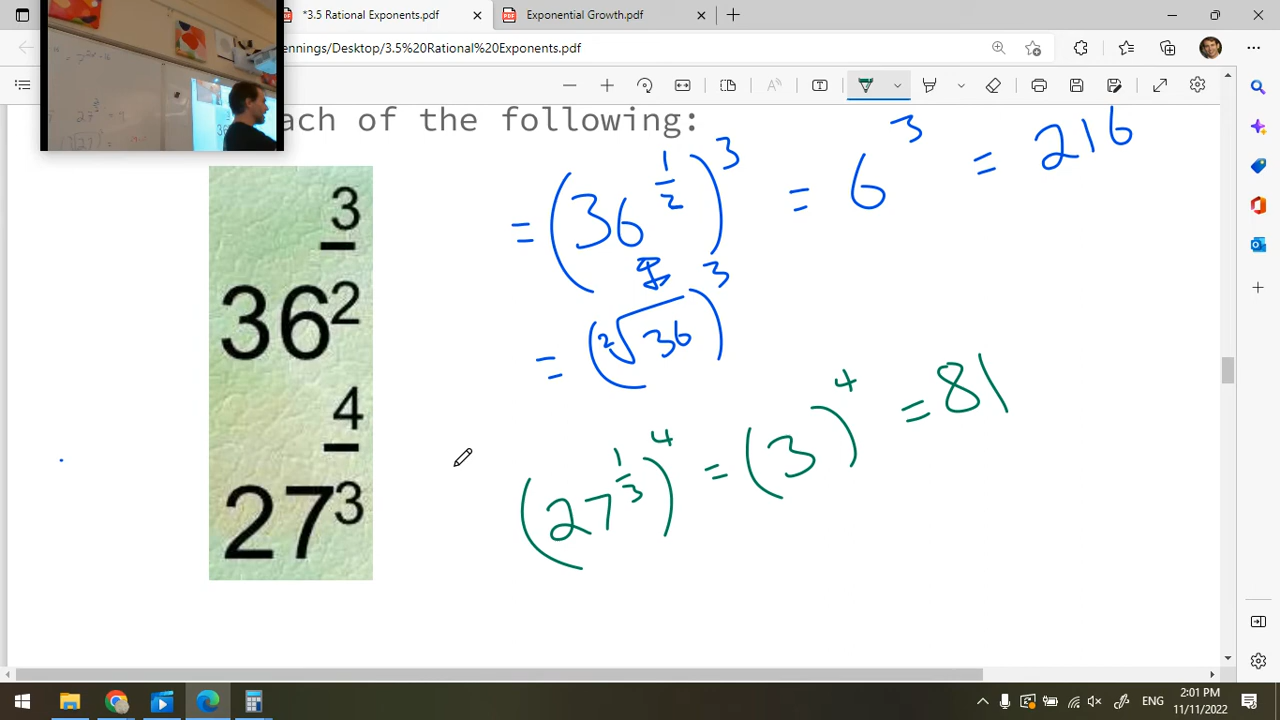 *3.5 Rational Exponents.pdf
Exponential Growth.pdf
ennings/Desktop/3.5%20Rational%20Exponents.pdf
ach of the following:
36^(3/2)
= (36^(1/2))^3 = 6^3 = 216
= (²√36)^3
27^(4/3)
(27^(1/3))^4 = (3)^4 = 81
ENG
2:01 PM
11/11/2022